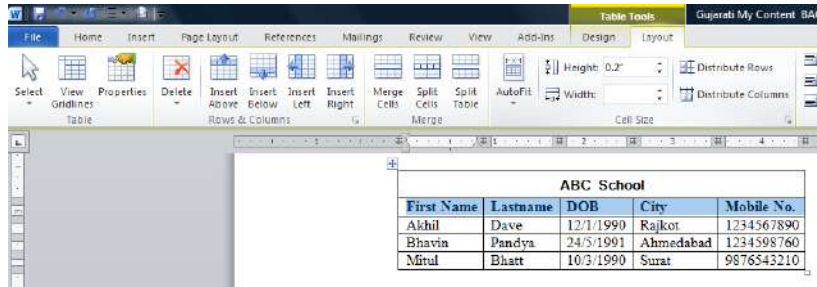 Table Tools Gujarati My Content BAC
File Home Insert Page Layout References Mailings Review View Add-Ins Design Layout
Select View Gridlines Properties Delete Insert Above Insert Below Insert Left Insert Right Merge Cells Split Cells Split Table AutoFit Height: 0.2" Distribute Rows
Width: Distribute Columns
Table Rows & Columns Merge Cell Size
ABC School
First Name Lastname DOB City Mobile No.
Akhil Dave 12/1/1990 Rajkot 1234567890
Bhavin Pandya 24/5/1991 Ahmedabad 1234598760
Mitul Bhatt 10/3/1990 Surat 9876543210